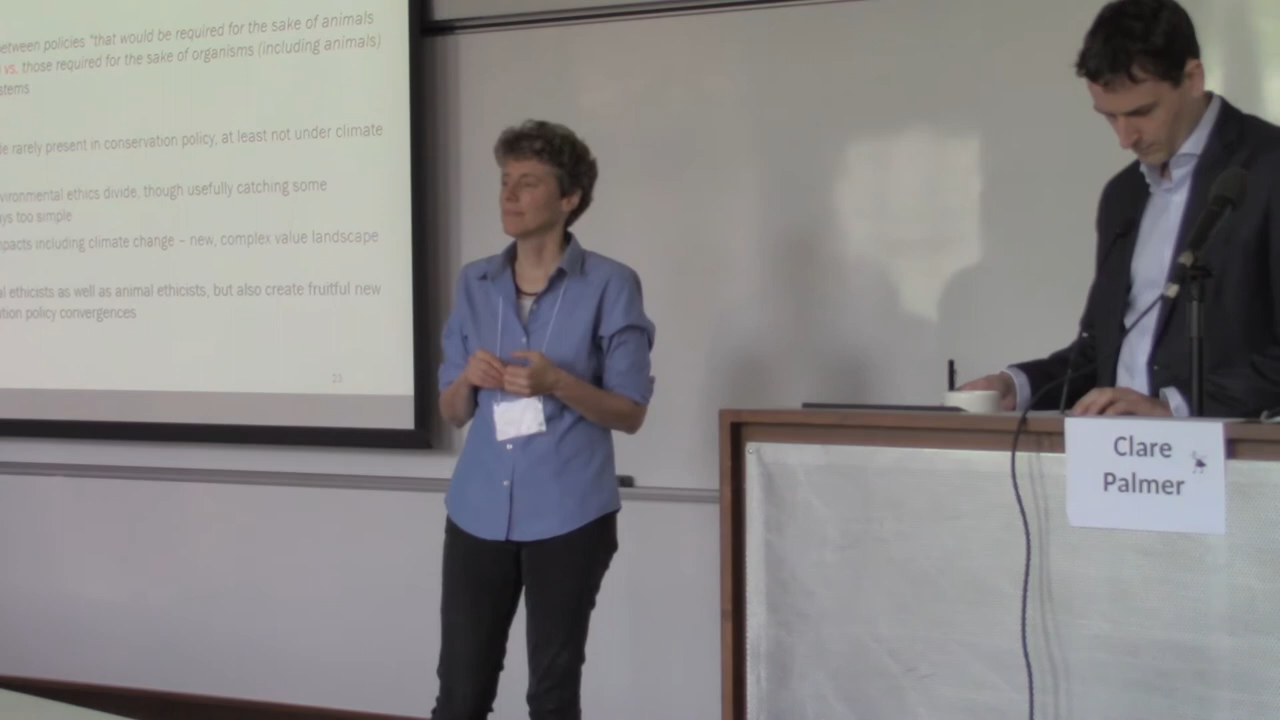 etween policies "that would be required for the sake of animals
vs. those required for the sake of organisms (including animals)
stems
le rarely present in conservation policy, at least not under climate
vironmental ethics divide, though usefully catching some
ys too simple
mpacts including climate change – new, complex value landscape
al ethicists as well as animal ethicists, but also create fruitful new
tion policy convergences
23
Clare
Palmer